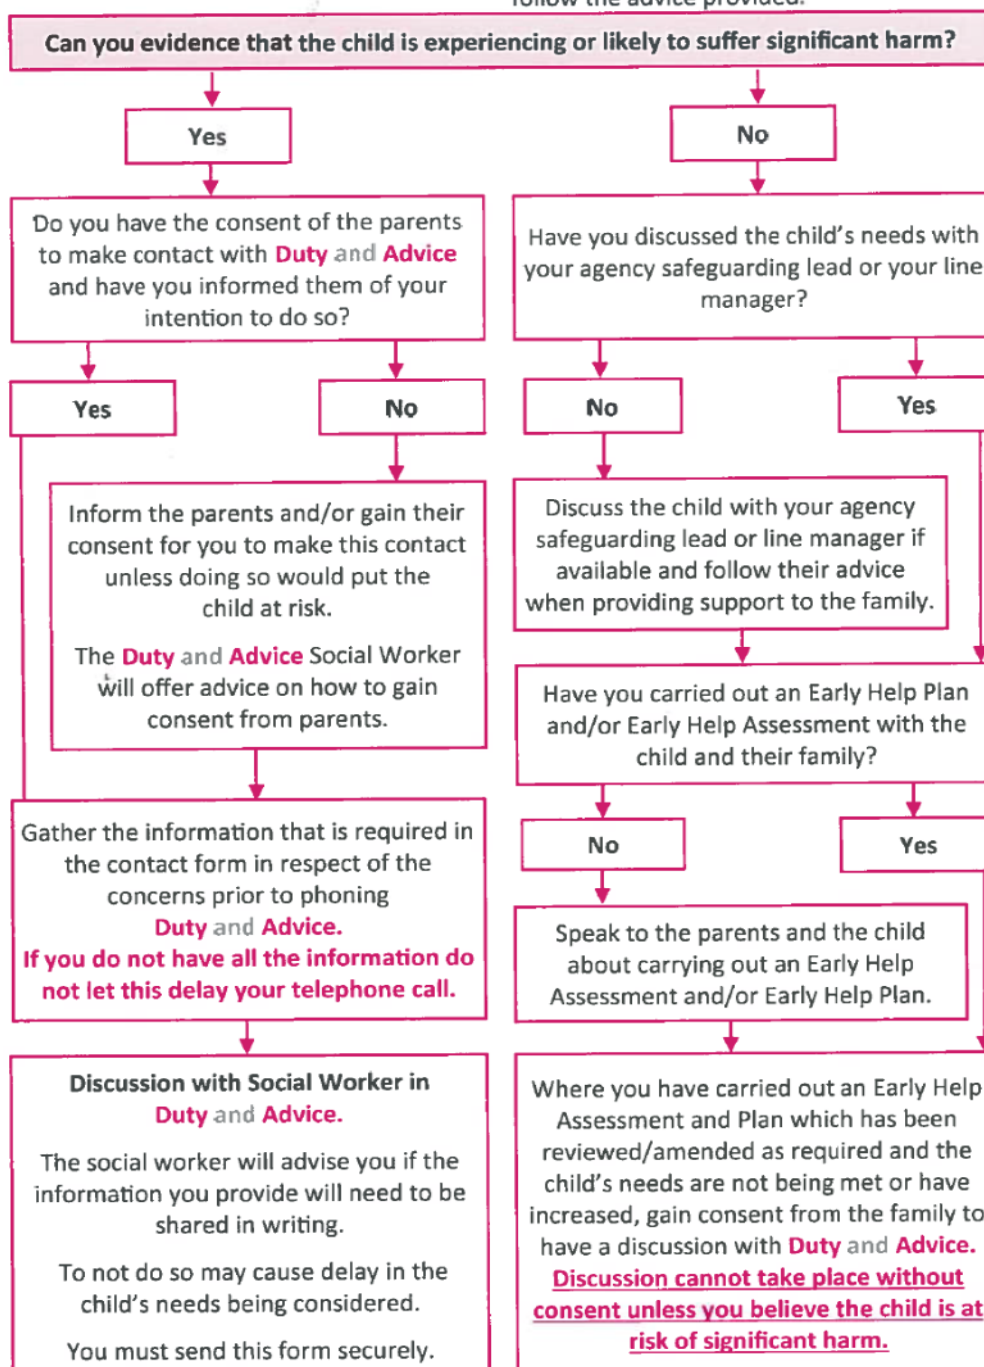 follow the advice provided.
Can you evidence that the child is experiencing or likely to suffer significant harm?
Yes
No
Do you have the consent of the parents
to make contact with Duty and Advice
and have you informed them of your
intention to do so?
Have you discussed the child's needs with
your agency safeguarding lead or your line
manager?
Yes
No
No
Yes
Inform the parents and/or gain their
consent for you to make this contact
unless doing so would put the
child at risk.
The Duty and Advice Social Worker
will offer advice on how to gain
consent from parents.
Discuss the child with your agency
safeguarding lead or line manager if
available and follow their advice
when providing support to the family.
Have you carried out an Early Help Plan
and/or Early Help Assessment with the
child and their family?
Gather the information that is required in
the contact form in respect of the
concerns prior to phoning
Duty and Advice.
If you do not have all the information do
not let this delay your telephone call.
No
Yes
Speak to the parents and the child
about carrying out an Early Help
Assessment and/or Early Help Plan.
Discussion with Social Worker in
Duty and Advice.
The social worker will advise you if the
information you provide will need to be
shared in writing.
To not do so may cause delay in the
child's needs being considered.
You must send this form securely.
Where you have carried out an Early Help
Assessment and Plan which has been
reviewed/amended as required and the
child's needs are not being met or have
increased, gain consent from the family to
have a discussion with Duty and Advice.
Discussion cannot take place without
consent unless you believe the child is at
risk of significant harm.